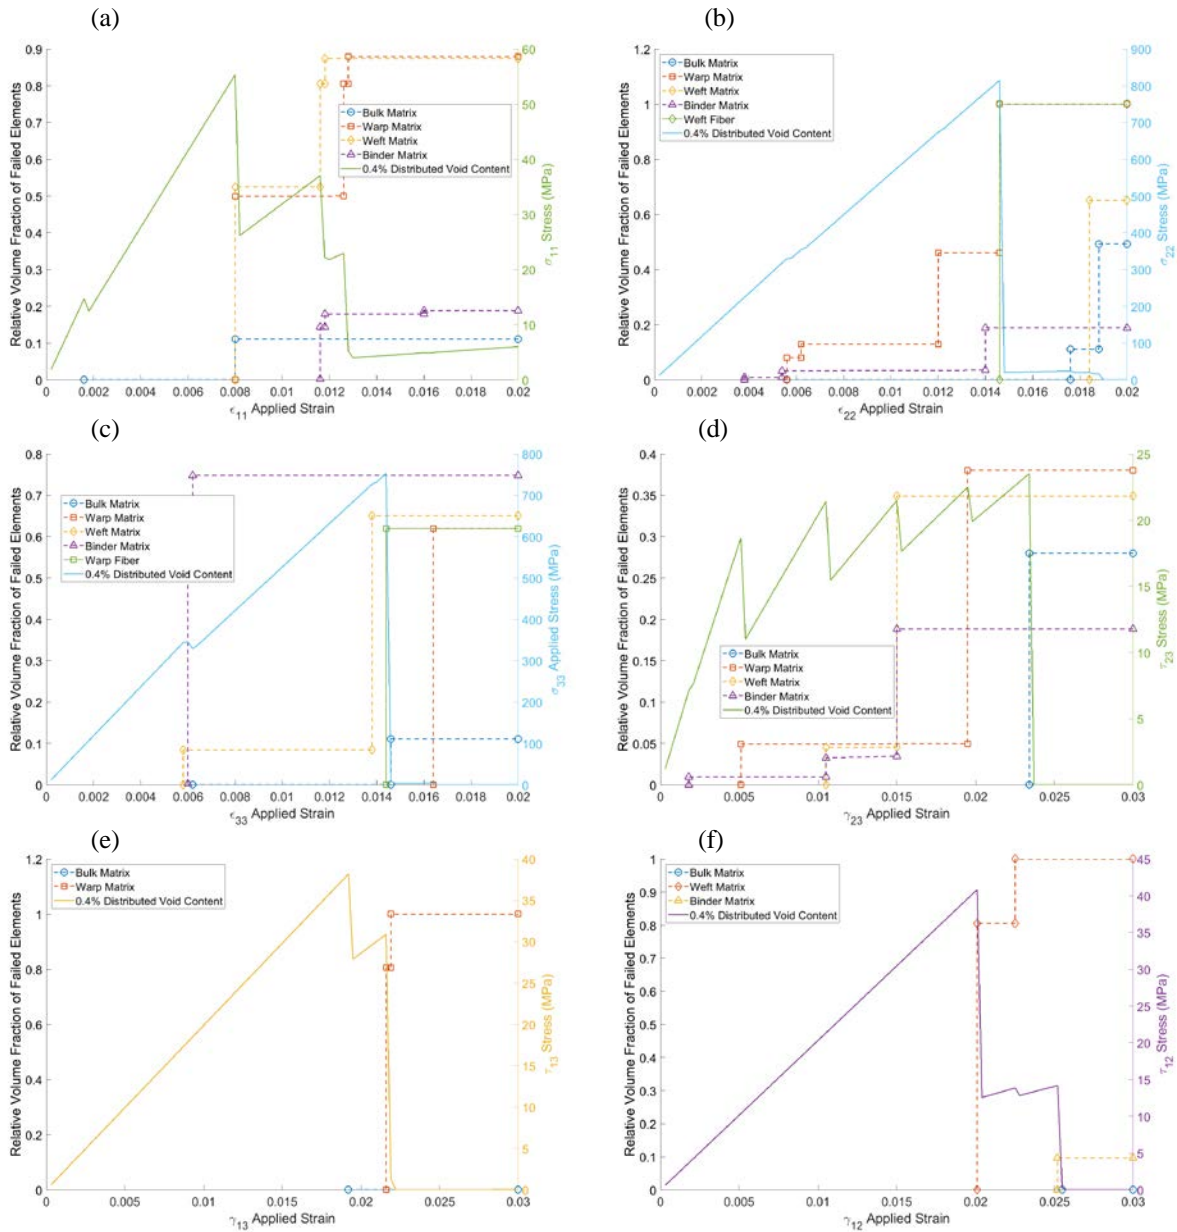 (a)
Relative Volume Fraction of Failed Elements
0.9
0.8
0.7
0.6
0.5
0.4
0.3
0.2
0.1
0
60
50
40
30
20
10
0
σ11 Stress (MPa)
Bulk Matrix
Warp Matrix
Weft Matrix
Binder Matrix
0.4% Distributed Void Content
0 0.002 0.004 0.006 0.008 0.01 0.012 0.014 0.016 0.018 0.02
ϵ11 Applied Strain
(b)
Relative Volume Fraction of Failed Elements
1.2
1
0.8
0.6
0.4
0.2
0
900
800
700
600
500
400
300
200
100
0
σ22 Stress (MPa)
Bulk Matrix
Warp Matrix
Weft Matrix
Binder Matrix
Weft Fiber
0.4% Distributed Void Content
0 0.002 0.004 0.006 0.008 0.01 0.012 0.014 0.016 0.018 0.02
ϵ22 Applied Strain
(c)
Relative Volume Fraction of Failed Elements
0.8
0.7
0.6
0.5
0.4
0.3
0.2
0.1
0
800
700
600
500
400
300
200
100
0
σ33 Applied Stress (MPa)
Bulk Matrix
Warp Matrix
Weft Matrix
Binder Matrix
Warp Fiber
0.4% Distributed Void Content
0 0.002 0.004 0.006 0.008 0.01 0.012 0.014 0.016 0.018 0.02
ϵ33 Applied Strain
(d)
Relative Volume Fraction of Failed Elements
0.4
0.35
0.3
0.25
0.2
0.15
0.1
0.05
0
25
20
15
10
5
0
τ23 Stress (MPa)
Bulk Matrix
Warp Matrix
Weft Matrix
Binder Matrix
0.4% Distributed Void Content
0 0.005 0.01 0.015 0.02 0.025 0.03
γ23 Applied Strain
(e)
Relative Volume Fraction of Failed Elements
1.2
1
0.8
0.6
0.4
0.2
0
40
35
30
25
20
15
10
5
0
τ13 Stress (MPa)
Bulk Matrix
Warp Matrix
0.4% Distributed Void Content
0 0.005 0.01 0.015 0.02 0.025 0.03
γ13 Applied Strain
(f)
Relative Volume Fraction of Failed Elements
1
0.9
0.8
0.7
0.6
0.5
0.4
0.3
0.2
0.1
0
45
40
35
30
25
20
15
10
5
0
τ12 Stress (MPa)
Bulk Matrix
Weft Matrix
Binder Matrix
0.4% Distributed Void Content
0 0.005 0.01 0.015 0.02 0.025 0.03
γ12 Applied Strain